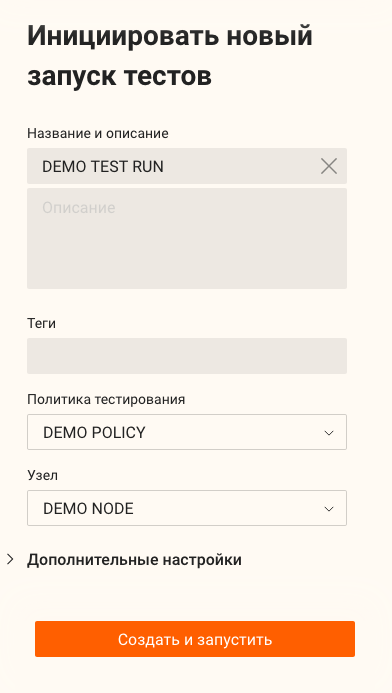 Инициировать новый
запуск тестов
Название и описание
DEMO TEST RUN
Описание
Теги
Политика тестирования
DEMO POLICY
Узел
DEMO NODE
Дополнительные настройки
Создать и запустить